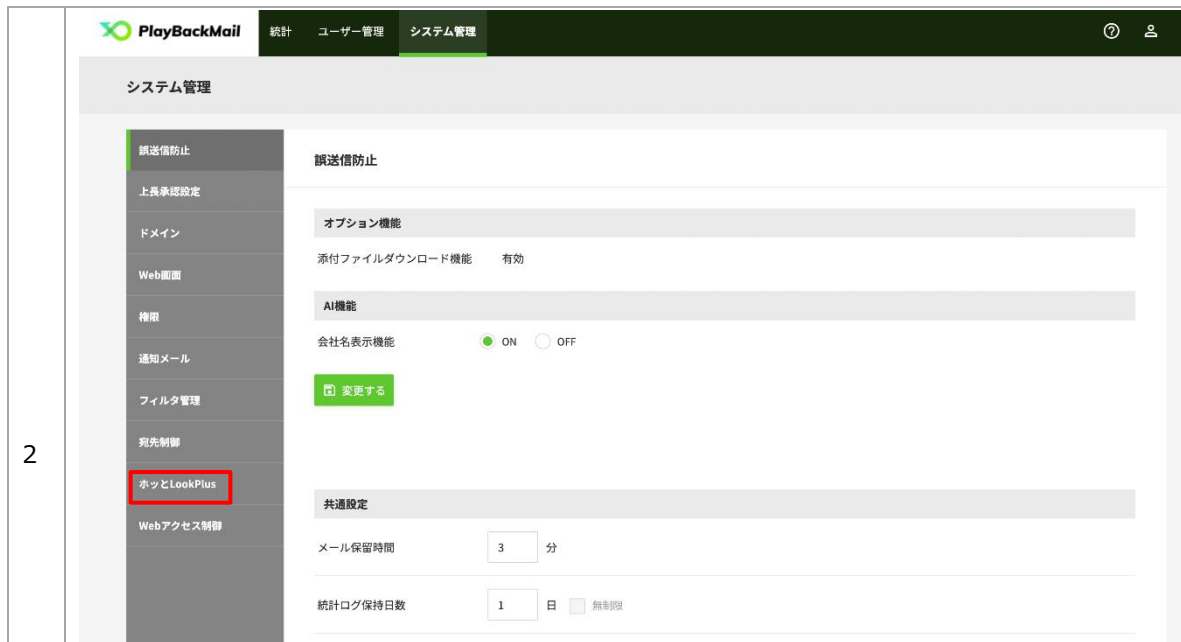 PlayBackMail 統計 ユーザー管理 システム管理
システム管理
誤送信防止
上長承認設定
ドメイン
Web画面
権限
通知メール
フィルタ管理
宛先制御
ホッとLookPlus
Webアクセス制御
誤送信防止
オプション機能
添付ファイルダウンロード機能 有効
AI機能
会社名表示機能 ON OFF
変更する
共通設定
メール保留時間 3 分
統計ログ保持日数 1 日 無制限
2